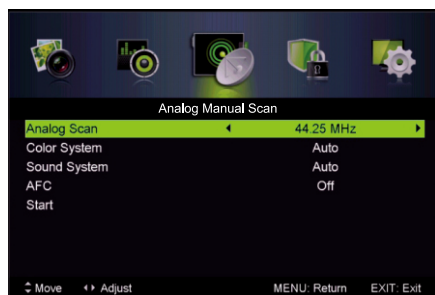 Analog Manual Scan
Analog Scan 44.25 MHz
Color System Auto
Sound System Auto
AFC Off
Start
Move Adjust MENU: Return EXIT: Exit